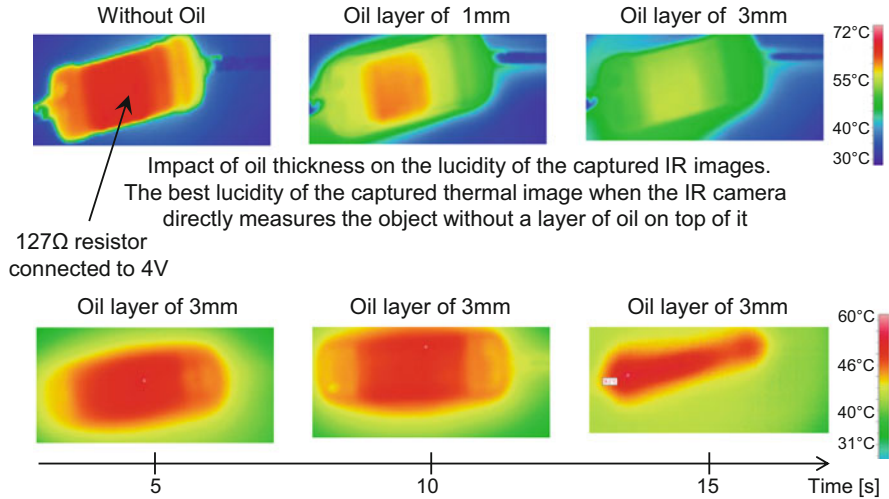 Without Oil
Oil layer of 1mm
Oil layer of 3mm
72°C
55°C
40°C
30°C
Impact of oil thickness on the lucidity of the captured IR images.
The best lucidity of the captured thermal image when the IR camera
directly measures the object without a layer of oil on top of it
127Ω resistor
connected to 4V
Oil layer of 3mm
Oil layer of 3mm
Oil layer of 3mm
60°C
46°C
40°C
31°C
5
10
15
Time [s]